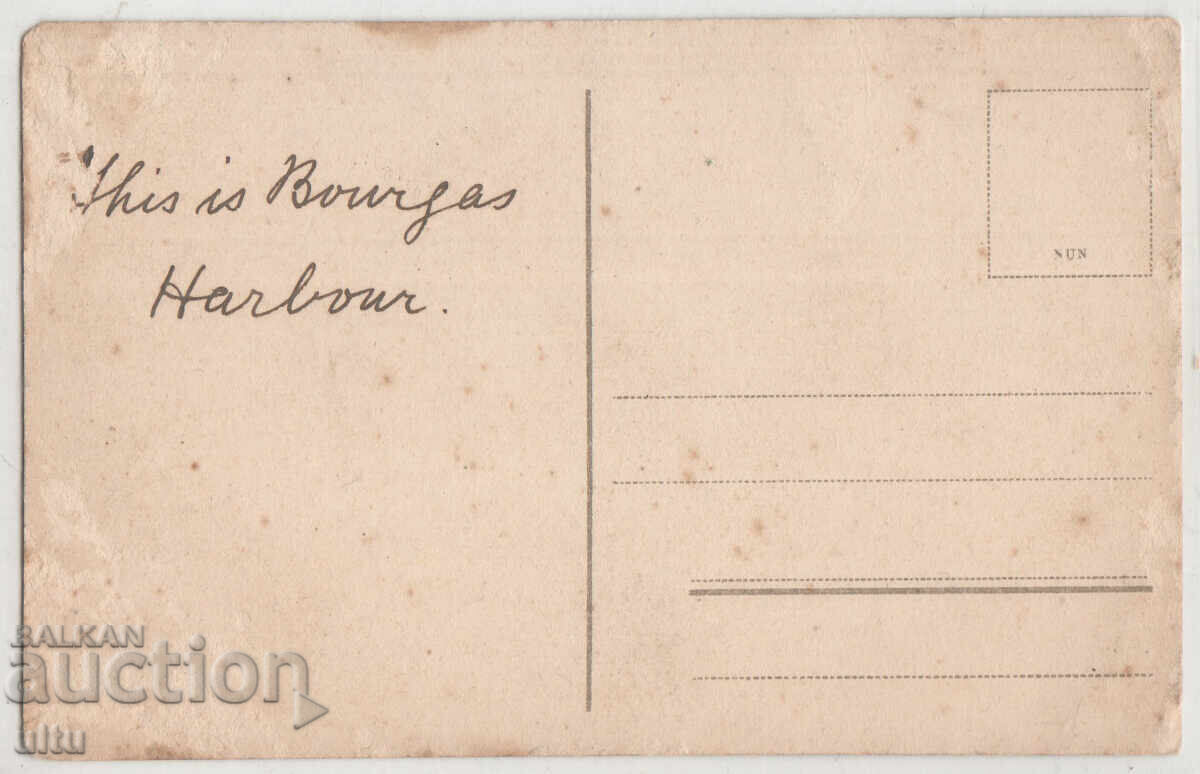 This is Bourgas
Harbour.
NUN
BALKAN
auction
ultu